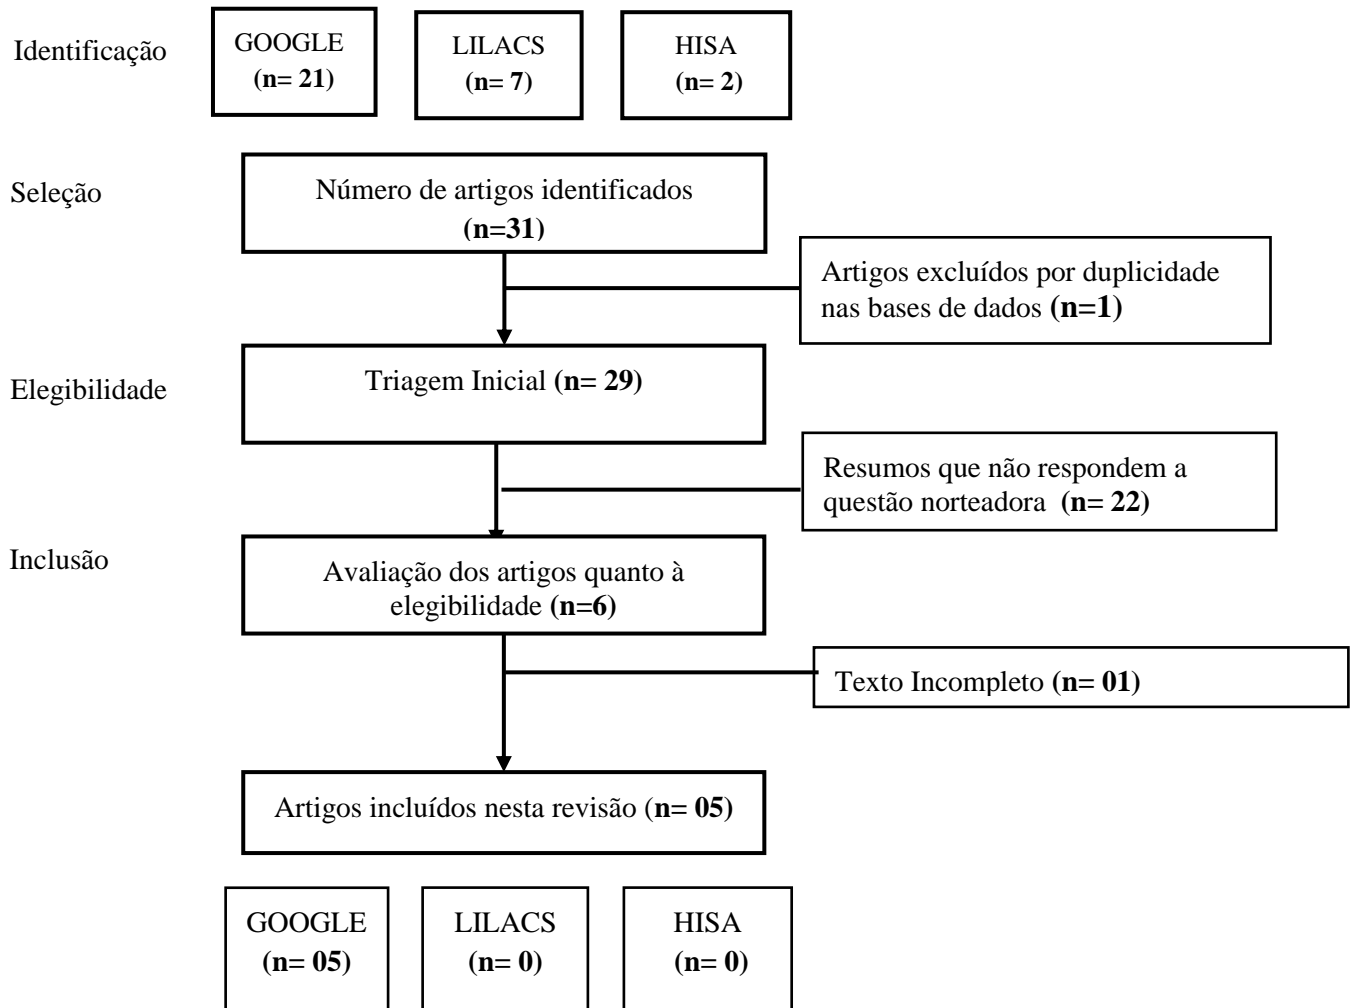 Identificação
GOOGLE
(n= 21)
LILACS
(n= 7)
HISA
(n= 2)
Seleção
Número de artigos identificados
(n=31)
Artigos excluídos por duplicidade
nas bases de dados (n=1)
Elegibilidade
Triagem Inicial (n= 29)
Resumos que não respondem a
questão norteadora (n= 22)
Inclusão
Avaliação dos artigos quanto à
elegibilidade (n=6)
Texto Incompleto (n= 01)
Artigos incluídos nesta revisão (n= 05)
GOOGLE
(n= 05)
LILACS
(n= 0)
HISA
(n= 0)